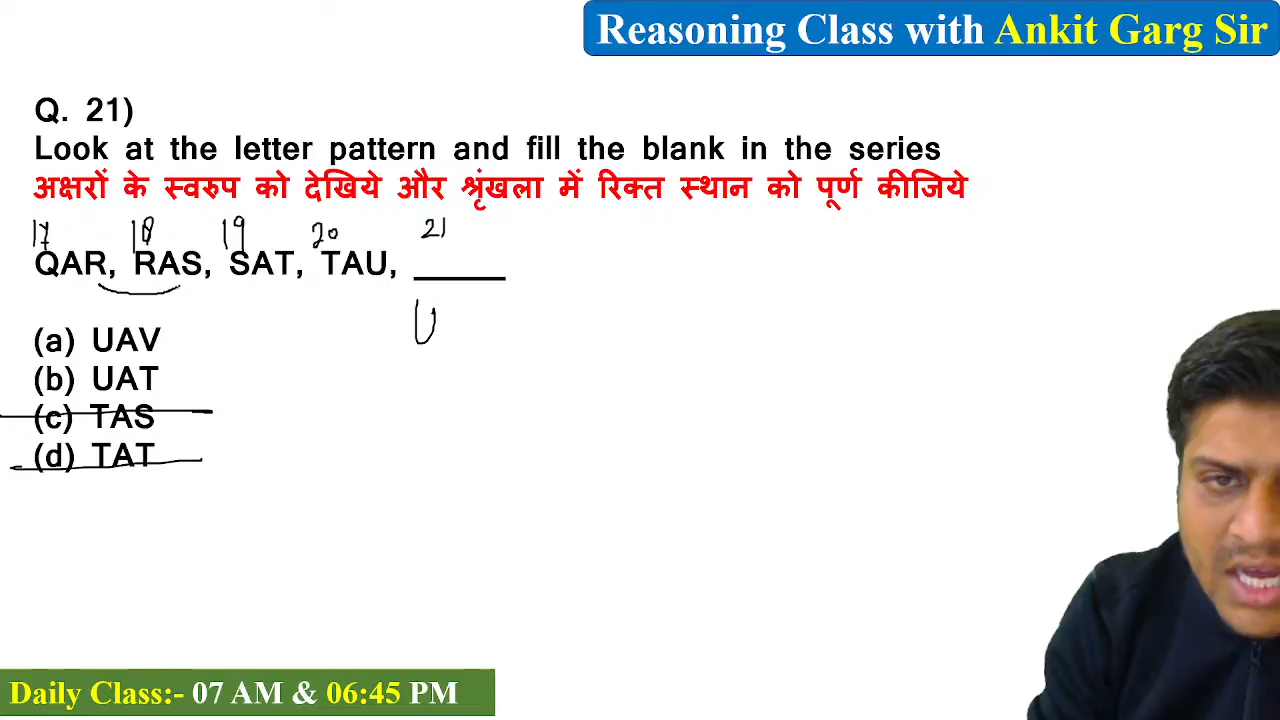 Reasoning Class with Ankit Garg Sir
Q. 21)
Look at the letter pattern and fill the blank in the series
अक्षरों के स्वरुप को देखिये और श्रृंखला में रिक्त स्थान को पूर्ण कीजिये
17 18 19 20 21
QAR, RAS, SAT, TAU, ______
U
(a) UAV
(b) UAT
(c) TAS
(d) TAT
Daily Class:- 07 AM & 06:45 PM